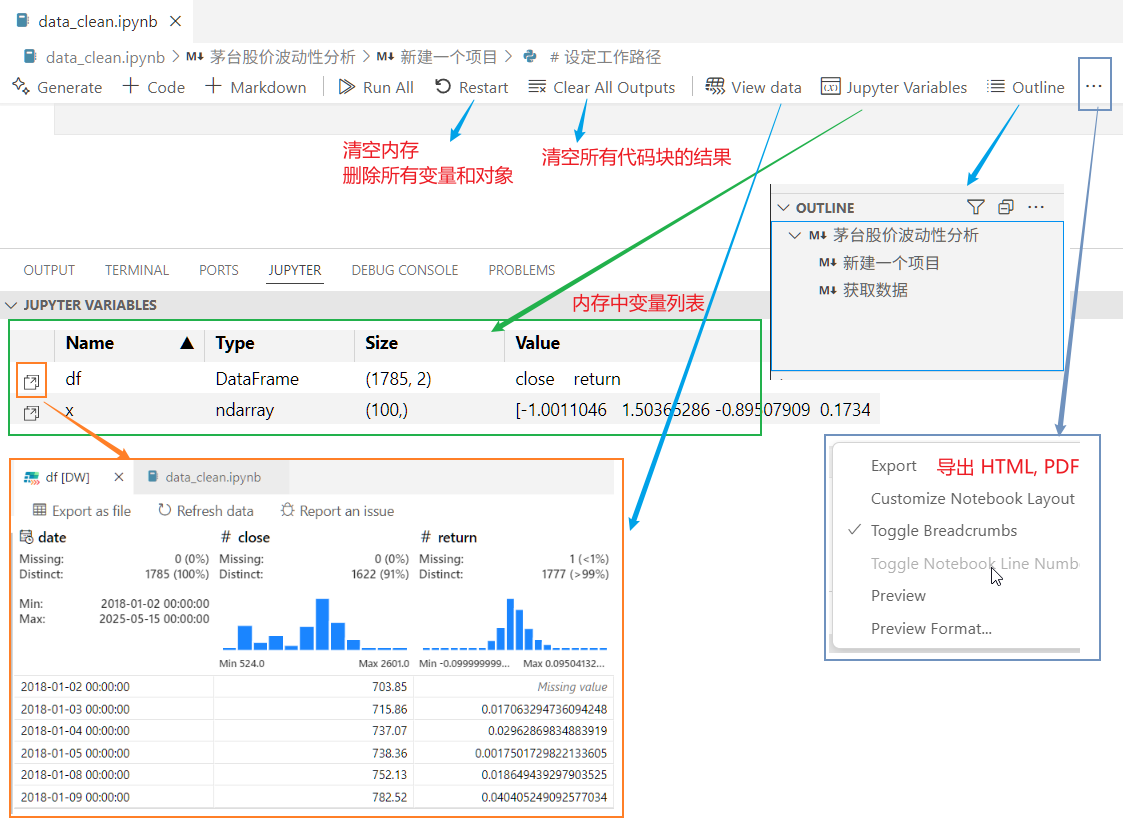 data_clean.ipynb
data_clean.ipynb > M↓ 茅台股价波动性分析 > M↓ 新建一个项目 > # 设定工作路径
Generate + Code + Markdown Run All Restart Clear All Outputs View data Jupyter Variables Outline ...
清空内存
删除所有变量和对象
清空所有代码块的结果
OUTLINE ...
M↓ 茅台股价波动性分析
M↓ 新建一个项目
M↓ 获取数据
OUTPUT TERMINAL PORTS JUPYTER DEBUG CONSOLE PROBLEMS
JUPYTER VARIABLES
内存中变量列表
Name ▲ Type Size Value
df DataFrame (1785, 2) close return
x ndarray (100,) [-1.0011046 1.50365286 -0.89507909 0.1734
df [DW] data_clean.ipynb
Export as file Refresh data Report an issue
date # close # return
Missing: 0 (0%) Missing: 0 (0%) Missing: 1 (<1%)
Distinct: 1785 (100%) Distinct: 1622 (91%) Distinct: 1777 (>99%)
Min: 2018-01-02 00:00:00
Max: 2025-05-15 00:00:00
Min 524.0 Max 2601.0 Min -0.099999999... Max 0.09504132...
2018-01-02 00:00:00 703.85 Missing value
2018-01-03 00:00:00 715.86 0.017063294736094248
2018-01-04 00:00:00 737.07 0.02962869834883919
2018-01-05 00:00:00 738.36 0.0017501729822133605
2018-01-08 00:00:00 752.13 0.018649439297903525
2018-01-09 00:00:00 782.52 0.040405249092577034
Export 导出 HTML, PDF
Customize Notebook Layout
Toggle Breadcrumbs
Toggle Notebook Line Numb
Preview
Preview Format...